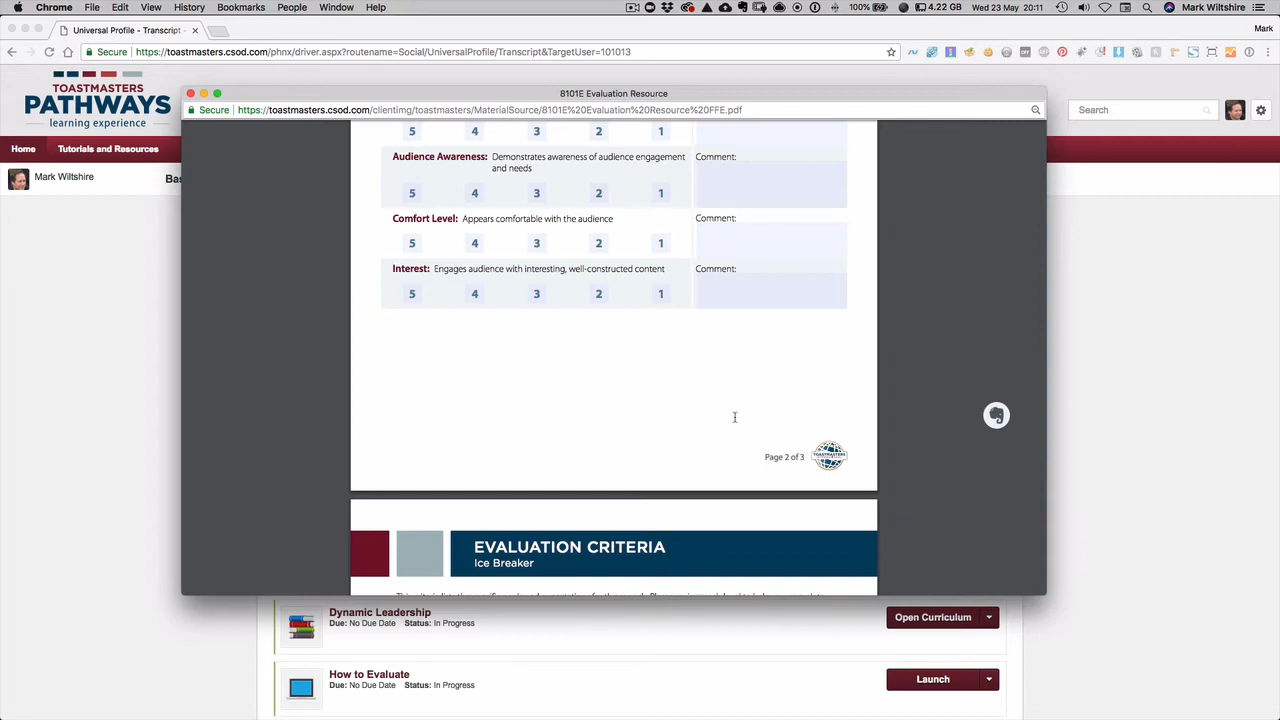 Chrome File Edit View History Bookmarks People Window Help 100% 4.22 GB Wed 23 May 20:11 Mark Wiltshire
Universal Profile - Transcript × Mark
Secure https://toastmasters.csod.com/phnx/driver.aspx?routename=Social/UniversalProfile/Transcript&TargetUser=101013
TOASTMASTERS
PATHWAYS
learning experience
8101E Evaluation Resource
Secure https://toastmasters.csod.com/clientimg/toastmasters/MaterialSource/8101E%20Evaluation%20Resource%20FFE.pdf
Search
Home Tutorials and Resources
Mark Wiltshire Bas
5 4 3 2 1
Audience Awareness: Demonstrates awareness of audience engagement and needs
Comment:
5 4 3 2 1
Comfort Level: Appears comfortable with the audience
Comment:
5 4 3 2 1
Interest: Engages audience with interesting, well-constructed content
Comment:
5 4 3 2 1
Page 2 of 3
TOASTMASTERS
EVALUATION CRITERIA
Ice Breaker
Dynamic Leadership
Due: No Due Date Status: In Progress
Open Curriculum
How to Evaluate
Due: No Due Date Status: In Progress
Launch